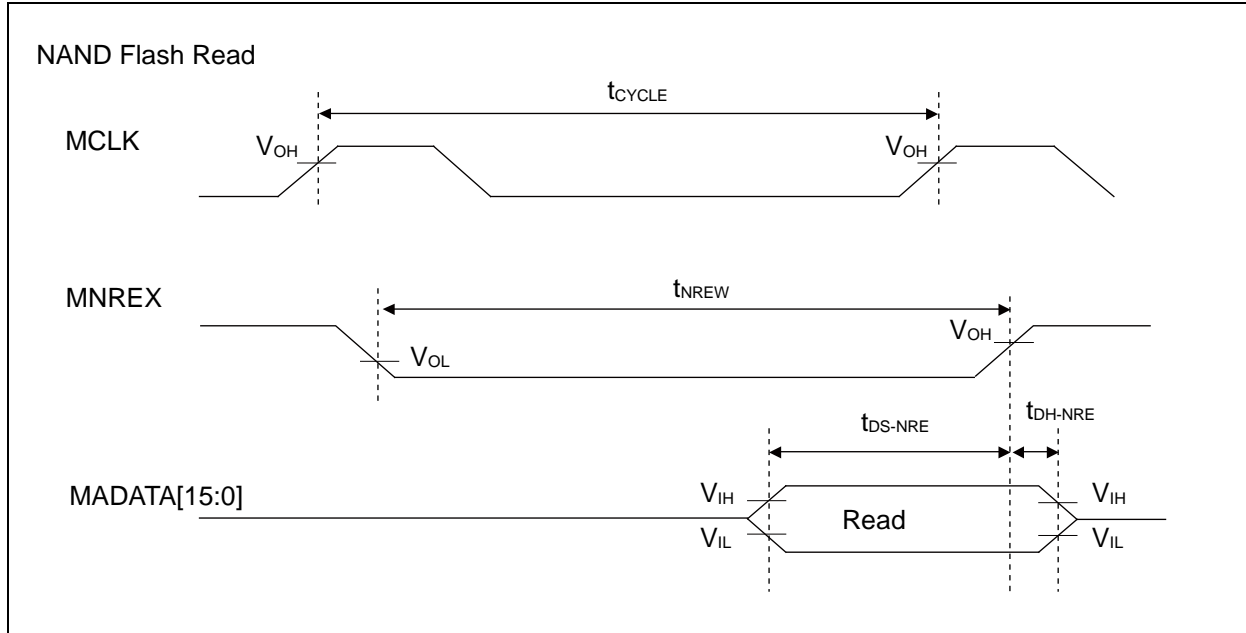 NAND Flash Read
tCYCLE
MCLK
VOH
VOH
tNREW
MNREX
VOH
VOL
tDS-NRE
tDH-NRE
MADATA[15:0]
VIH
VIH
Read
VIL
VIL